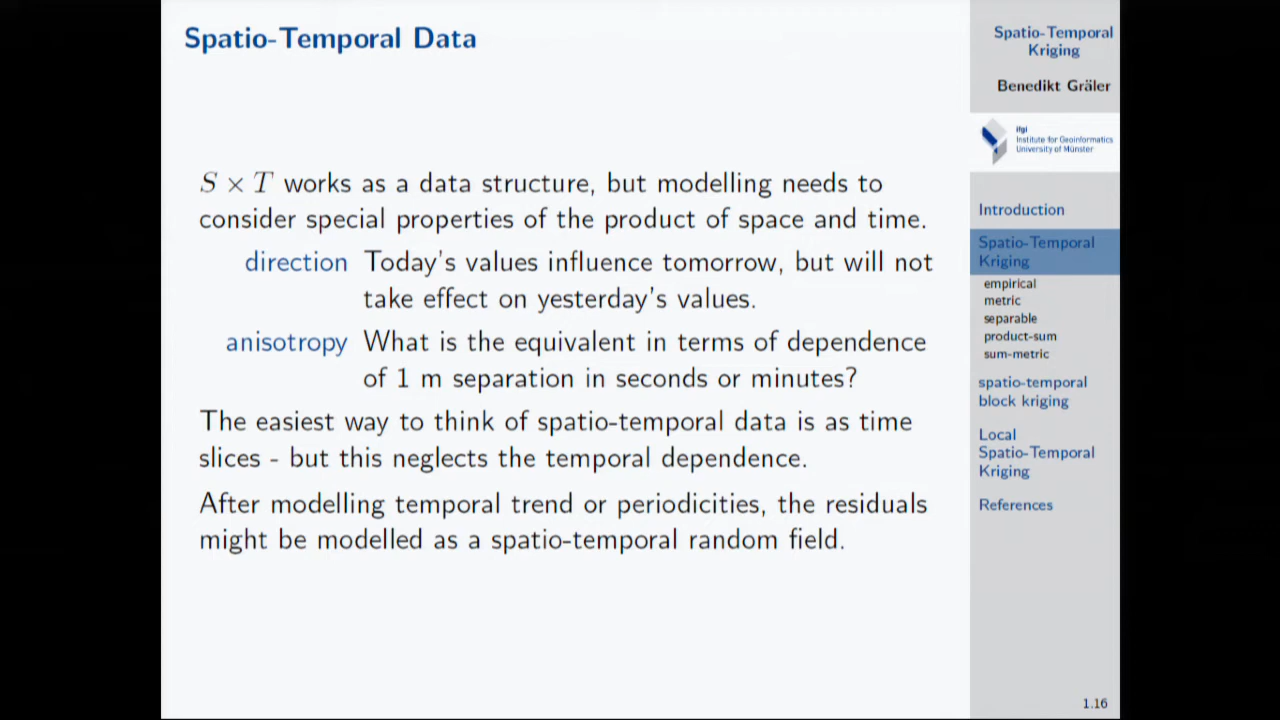 Spatio-Temporal Data
S × T works as a data structure, but modelling needs to
consider special properties of the product of space and time.
direction Today's values influence tomorrow, but will not
take effect on yesterday's values.
anisotropy What is the equivalent in terms of dependence
of 1 m separation in seconds or minutes?
The easiest way to think of spatio-temporal data is as time
slices - but this neglects the temporal dependence.
After modelling temporal trend or periodicities, the residuals
might be modelled as a spatio-temporal random field.
Spatio-Temporal
Kriging
Benedikt Gräler
ifgi
Institute for Geoinformatics
University of Münster
Introduction
Spatio-Temporal
Kriging
empirical
metric
separable
product-sum
sum-metric
spatio-temporal
block kriging
Local
Spatio-Temporal
Kriging
References
1.16